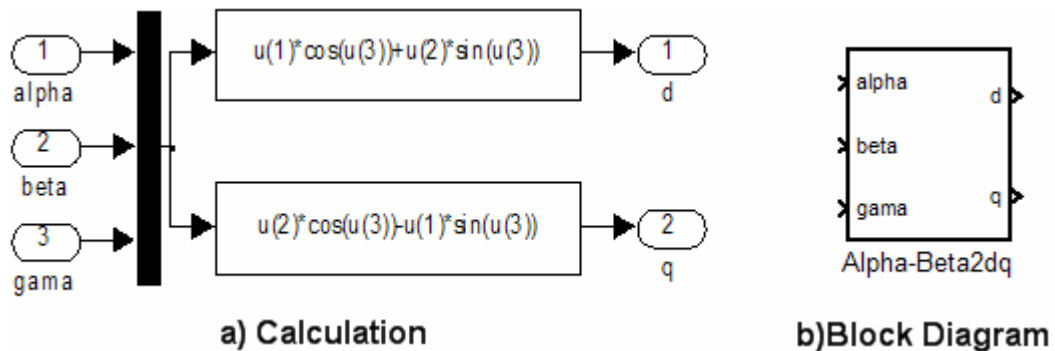 1
alpha
2
beta
3
gama
u(1)*cos(u(3))+u(2)*sin(u(3))
1
d
u(2)*cos(u(3))-u(1)*sin(u(3))
2
q
a) Calculation
alpha
beta
gama
d
q
Alpha-Beta2dq
b)Block Diagram